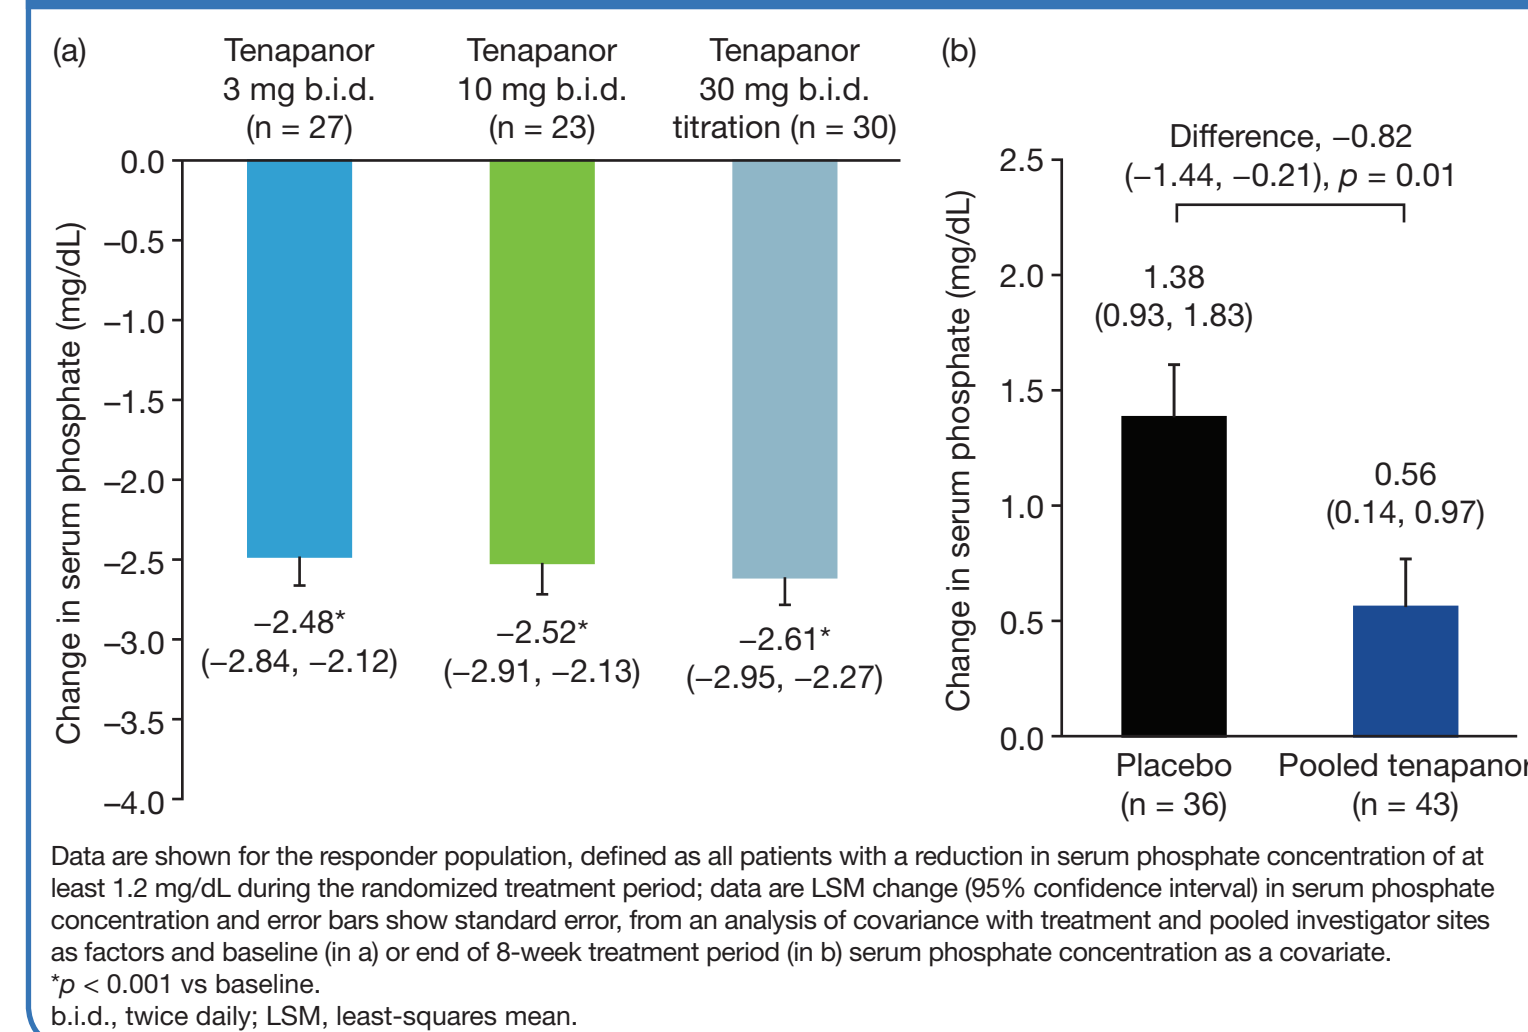 (a)
Tenapanor
3 mg b.i.d.
(n = 27)
Tenapanor
10 mg b.i.d.
(n = 23)
Tenapanor
30 mg b.i.d.
titration (n = 30)
Change in serum phosphate (mg/dL)
0.0
−0.5
−1.0
−1.5
−2.0
−2.5
−3.0
−3.5
−4.0
−2.48*
(−2.84, −2.12)
−2.52*
(−2.91, −2.13)
−2.61*
(−2.95, −2.27)
(b)
Difference, −0.82
(−1.44, −0.21), p = 0.01
Change in serum phosphate (mg/dL)
2.5
2.0
1.5
1.0
0.5
0.0
1.38
(0.93, 1.83)
0.56
(0.14, 0.97)
Placebo
(n = 36)
Pooled tenapanor
(n = 43)
Data are shown for the responder population, defined as all patients with a reduction in serum phosphate concentration of at
least 1.2 mg/dL during the randomized treatment period; data are LSM change (95% confidence interval) in serum phosphate
concentration and error bars show standard error, from an analysis of covariance with treatment and pooled investigator sites
as factors and baseline (in a) or end of 8-week treatment period (in b) serum phosphate concentration as a covariate.
*p < 0.001 vs baseline.
b.i.d., twice daily; LSM, least-squares mean.